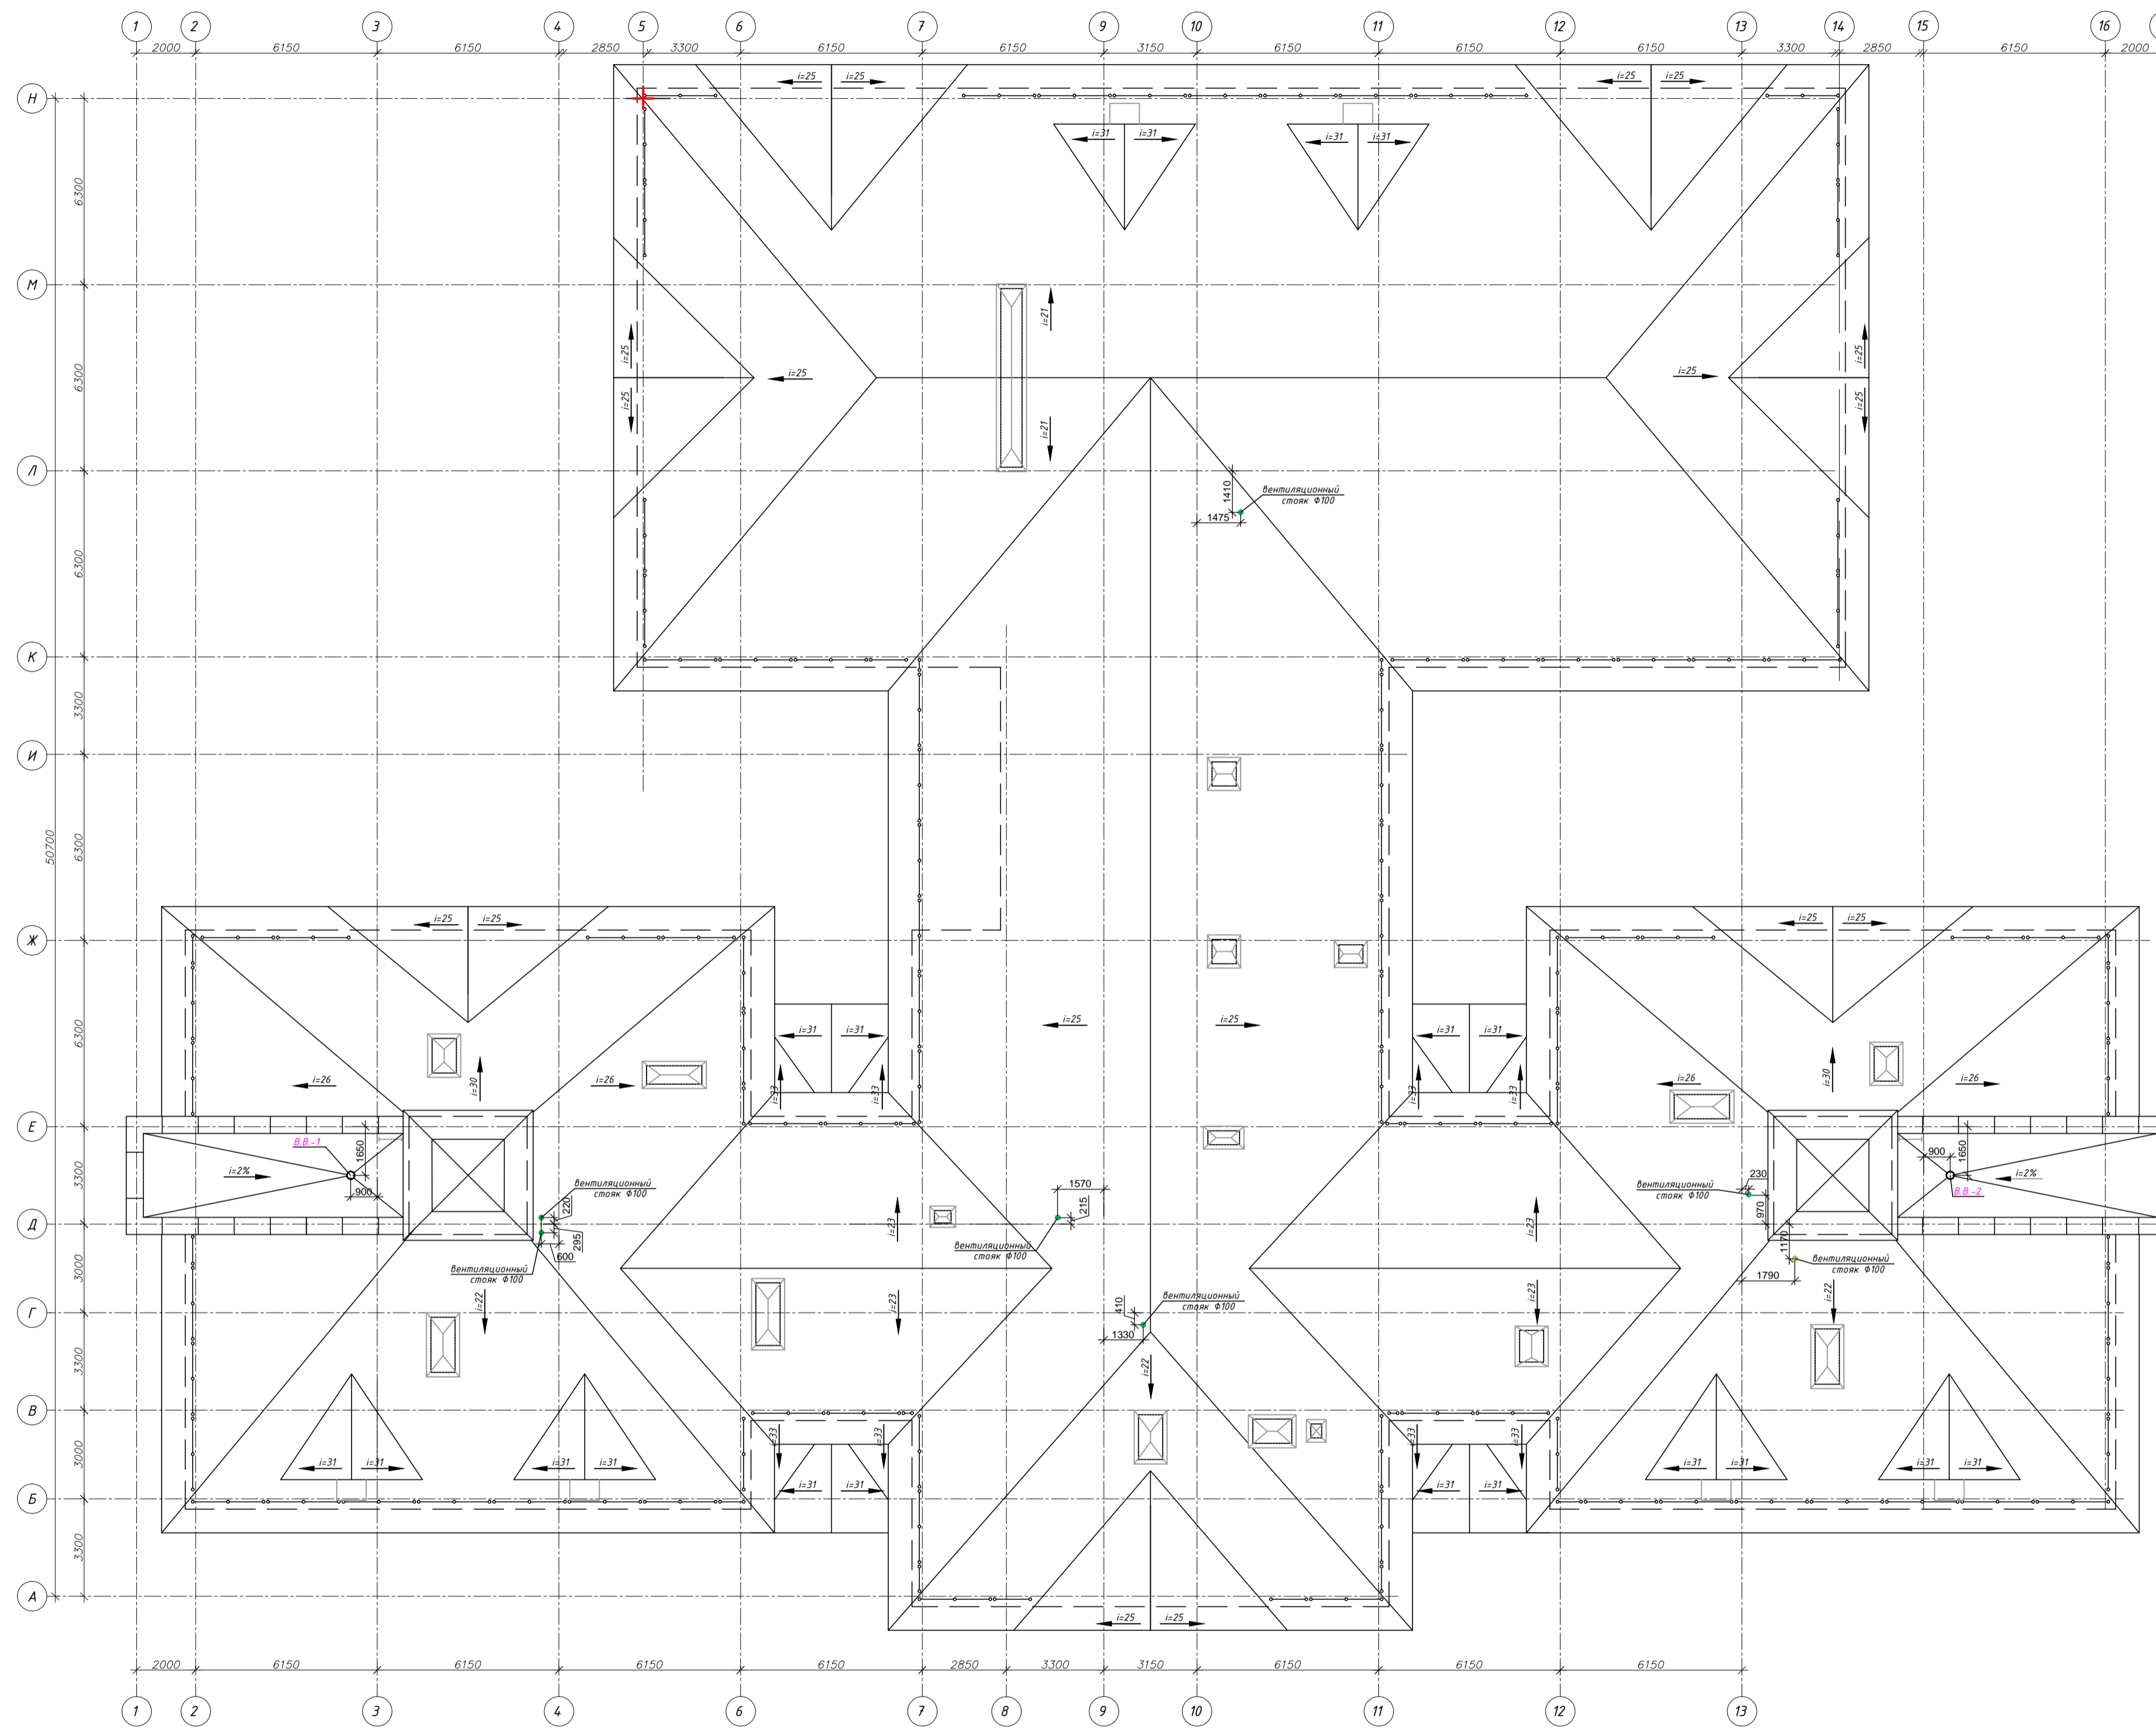 1 2 3 4 5 6 7 9 10 11 12 13 14 15 16
2000 6150 6150 2850 3300 6150 6150 3150 6150 6150 6150 3300 2850 6150 2000
i=25 i=25 i=25 i=25
Н
i=31 i=31 i=31 i=31
6300
М
i=21
i=25 i=25
6300
i=25 i=25
i=25 i=25
i=21
Л
1410
вентиляционный
стояк Ф100
1475
6300
К
3300
И
50700
6300
i=25 i=25 i=25 i=25
Ж
6300
i=25 i=25
i=31 i=31 i=31 i=31
i=26 i=30 i=26 i=33 i=33 i=33 i=33 i=26 i=30 i=26
Е
В.В.-1
1650
i=2%
900
900
1650
i=2%
В.В.-2
3300
вентиляционный
стояк Ф100
220
295
600
вентиляционный
стояк Ф100
1570
215
вентиляционный
стояк Ф100
230
вентиляционный
стояк Ф100
970
1170
вентиляционный
стояк Ф100
1790
Д
i=23 i=23
3000
i=22 i=23 i=23 i=22
410
вентиляционный
стояк Ф100
1330
Г
3300
i=22
В
3000
i=33 i=33 i=33 i=33
i=31 i=31 i=31 i=31 i=31 i=31 i=31 i=31
i=31 i=31 i=31 i=31
Б
3300
А
i=25 i=25
2000 6150 6150 6150 6150 2850 3300 3150 6150 6150 6150
1 2 3 4 6 7 8 9 10 11 12 13